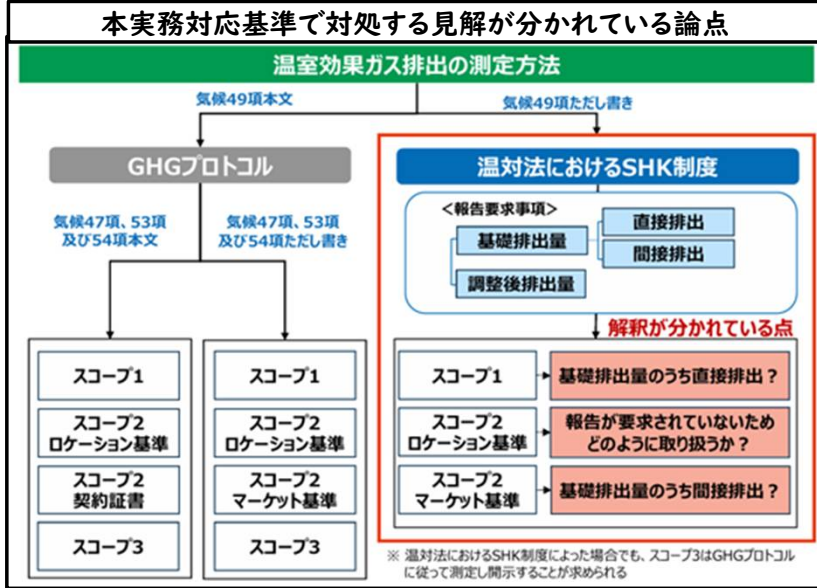 本実務対応基準で対処する見解が分かれている論点
温室効果ガス排出の測定方法
気候49項本文
気候49項ただし書き
GHGプロトコル
温対法におけるSHK制度
気候47項、53項
及び54項本文
気候47項、53項
及び54項ただし書き
<報告要求事項>
基礎排出量
直接排出
間接排出
調整後排出量
解釈が分かれている点
スコープ1
スコープ2
ロケーション基準
スコープ2
契約証書
スコープ3
スコープ1
スコープ2
ロケーション基準
スコープ2
マーケット基準
スコープ3
スコープ1
基礎排出量のうち直接排出？
スコープ2
ロケーション基準
報告が要求されていないため
どのように取り扱うか？
スコープ2
マーケット基準
基礎排出量のうち間接排出？
※ 温対法におけるSHK制度によった場合でも、スコープ3はGHGプロトコル
に従って測定し開示することが求められる